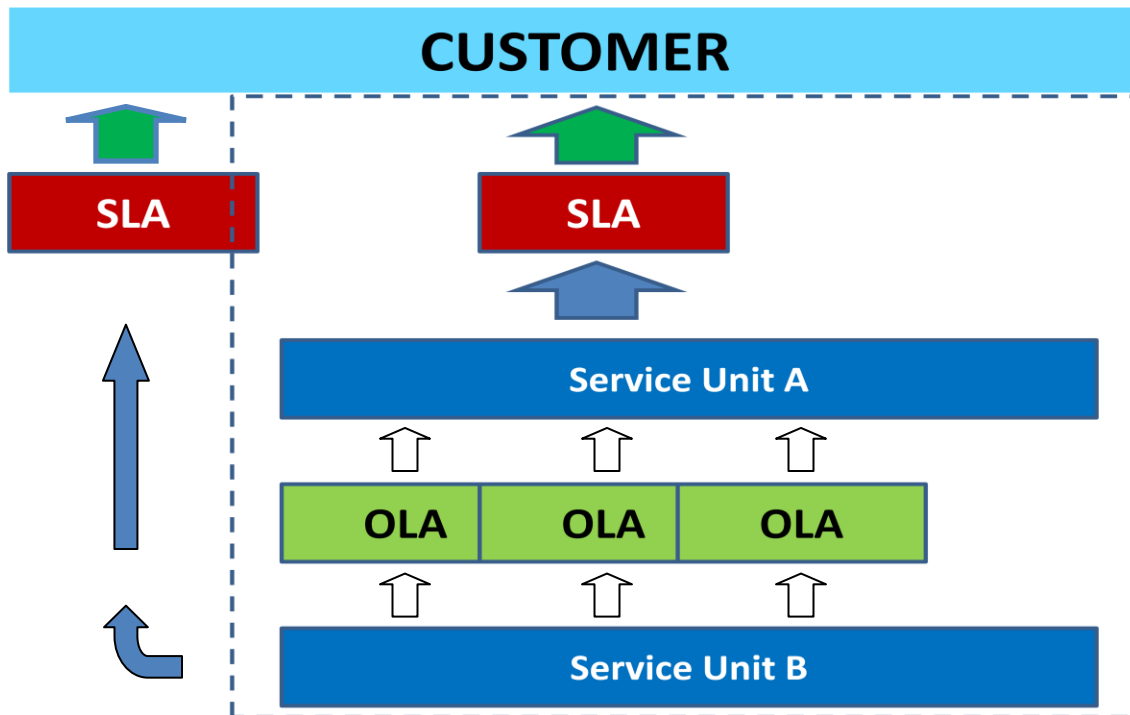 CUSTOMER
SLA
SLA
Service Unit A
OLA
OLA
OLA
Service Unit B